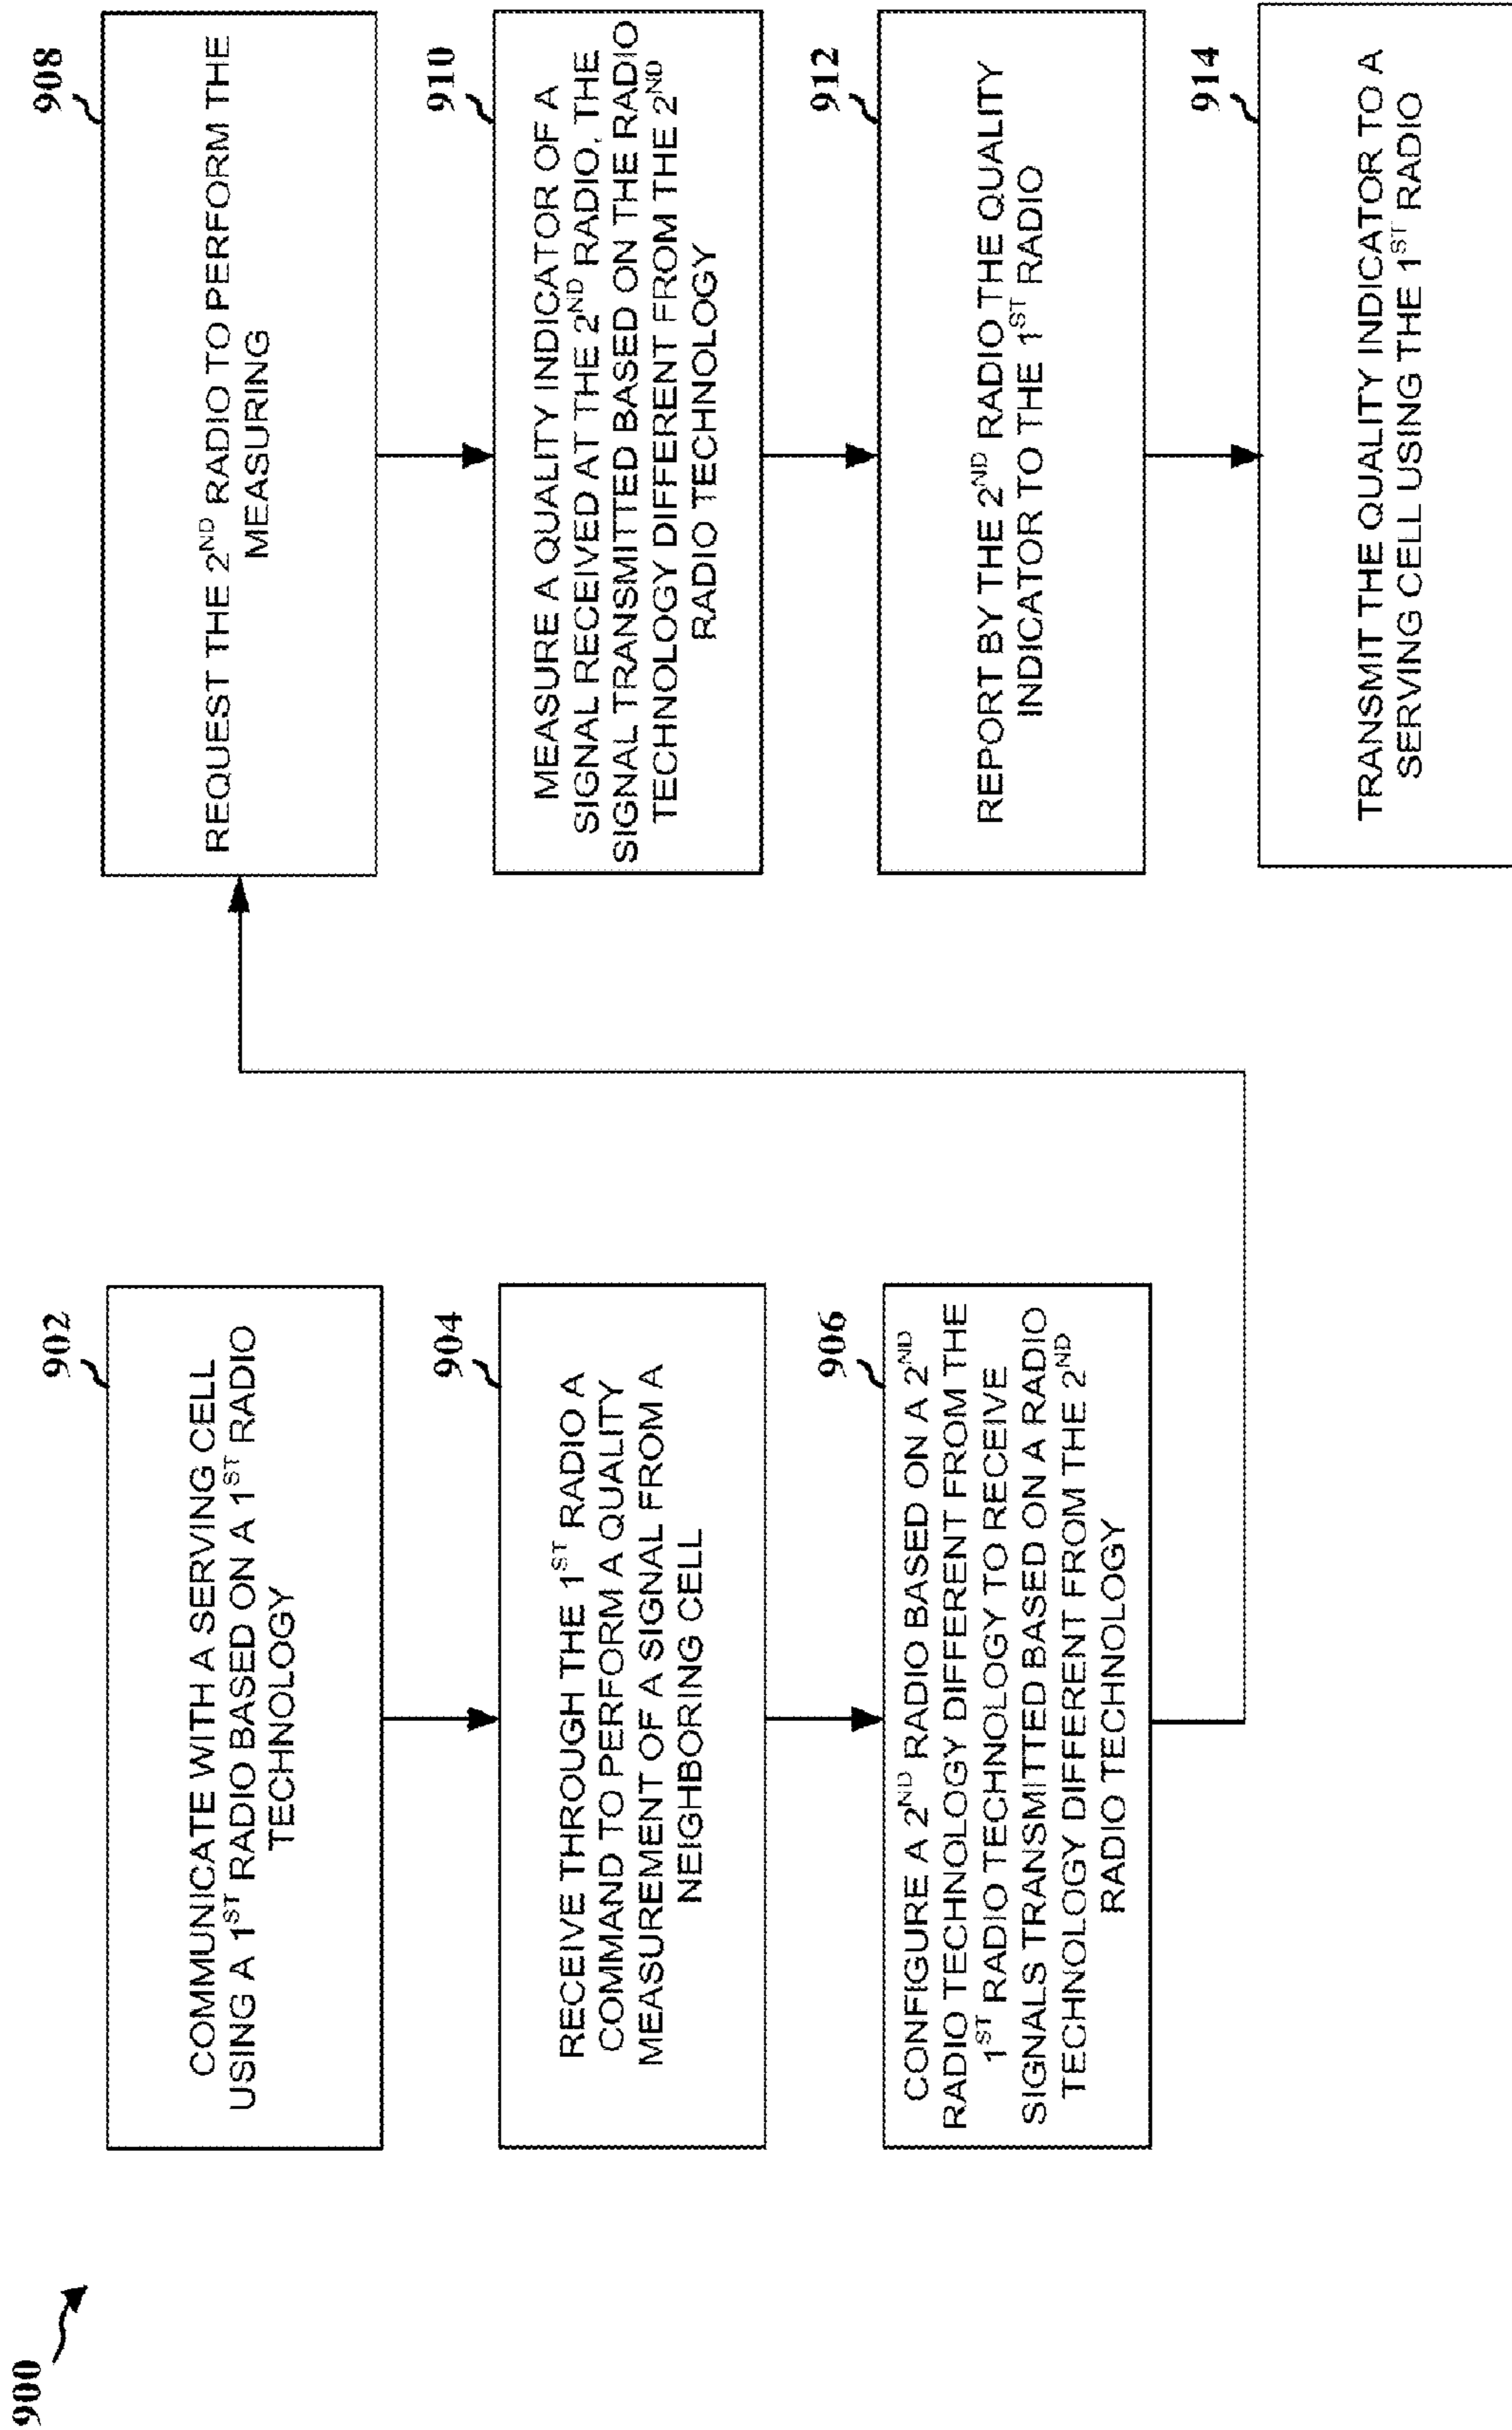 900
902
COMMUNICATE WITH A SERVING CELL
USING A 1ST RADIO BASED ON A 1ST RADIO
TECHNOLOGY
904
RECEIVE THROUGH THE 1ST RADIO A
COMMAND TO PERFORM A QUALITY
MEASUREMENT OF A SIGNAL FROM A
NEIGHBORING CELL
906
CONFIGURE A 2ND RADIO BASED ON A 2ND
RADIO TECHNOLOGY DIFFERENT FROM THE
1ST RADIO TECHNOLOGY TO RECEIVE
SIGNALS TRANSMITTED BASED ON A RADIO
TECHNOLOGY DIFFERENT FROM THE 2ND
RADIO TECHNOLOGY
908
REQUEST THE 2ND RADIO TO PERFORM THE
MEASURING
910
MEASURE A QUALITY INDICATOR OF A
SIGNAL RECEIVED AT THE 2ND RADIO, THE
SIGNAL TRANSMITTED BASED ON THE RADIO
TECHNOLOGY DIFFERENT FROM THE 2ND
RADIO TECHNOLOGY
912
REPORT BY THE 2ND RADIO THE QUALITY
INDICATOR TO THE 1ST RADIO
914
TRANSMIT THE QUALITY INDICATOR TO A
SERVING CELL USING THE 1ST RADIO